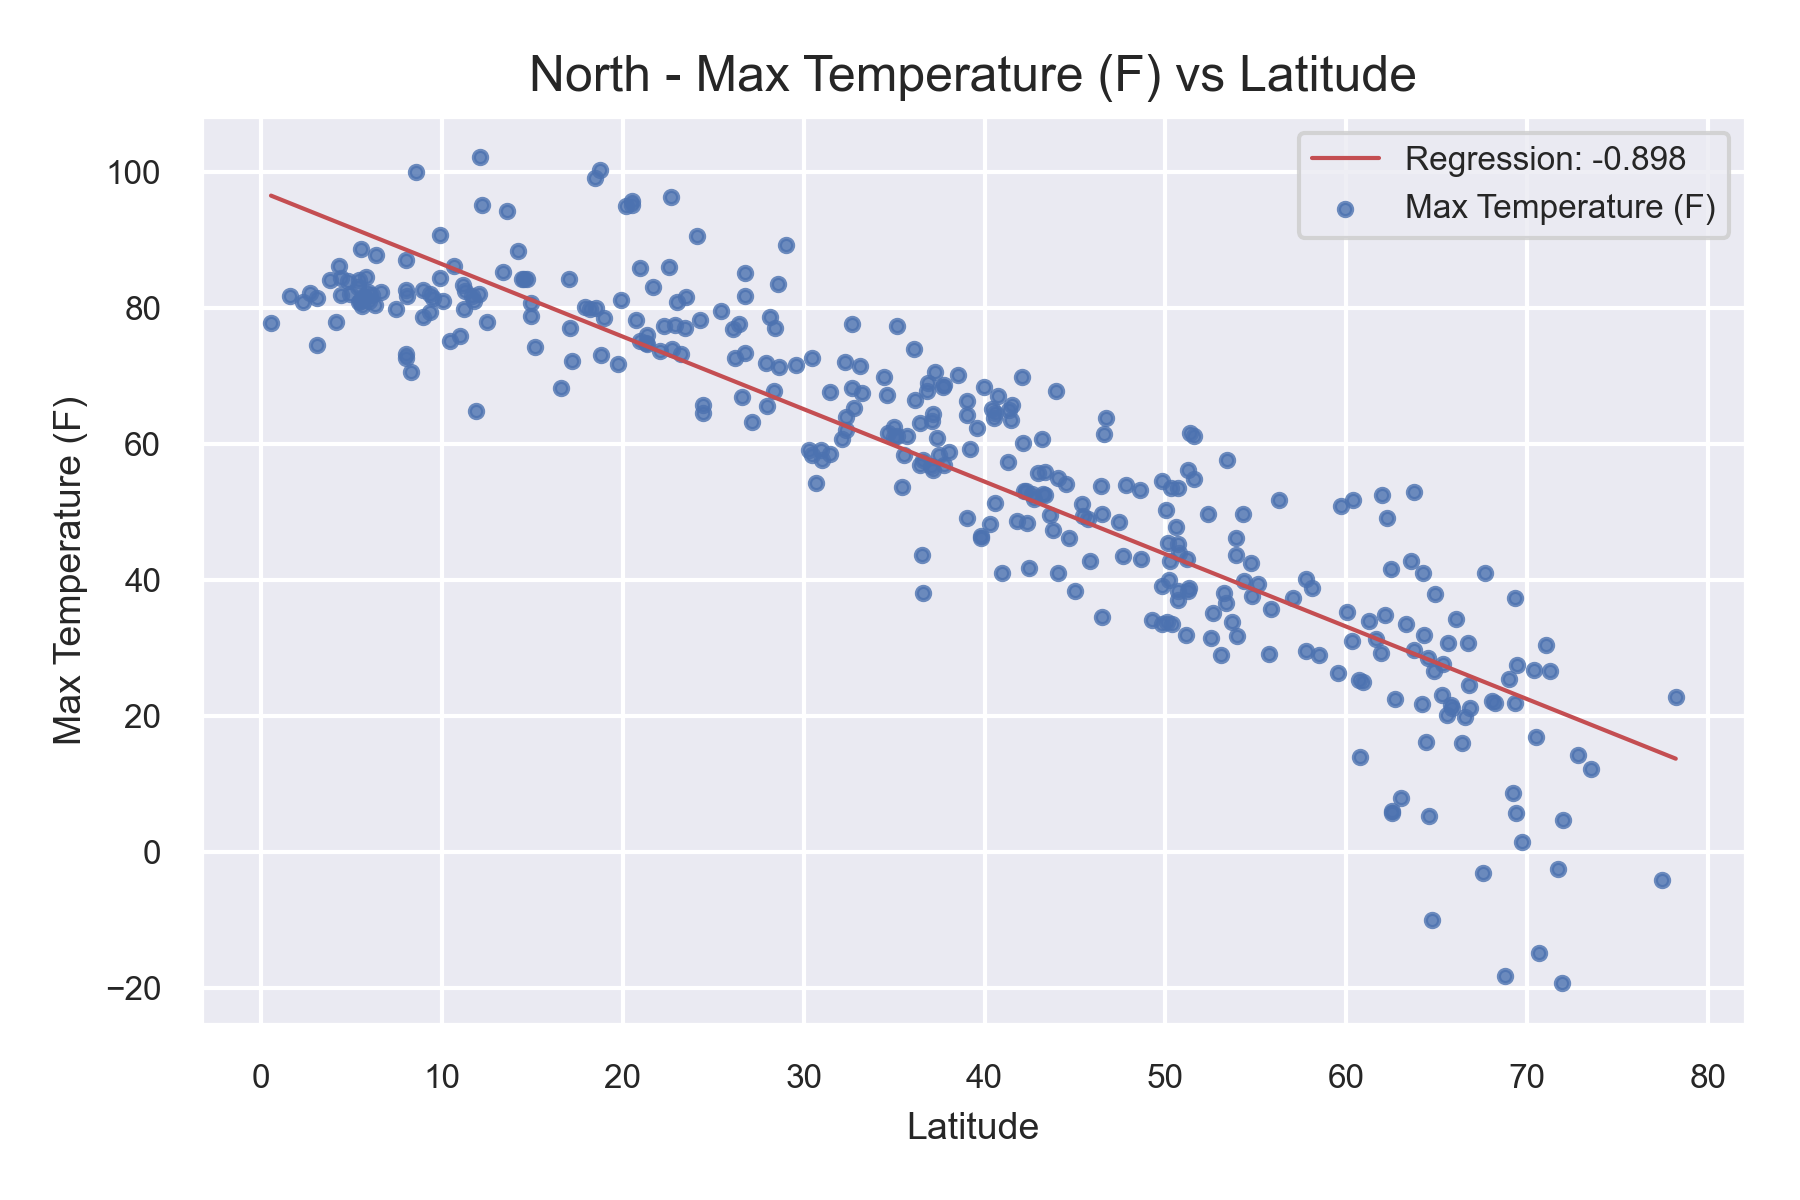 North - Max Temperature (F) vs Latitude
Regression: -0.898
Max Temperature (F)
100
80
60
40
20
0
−20
Max Temperature (F)
0 10 20 30 40 50 60 70 80
Latitude